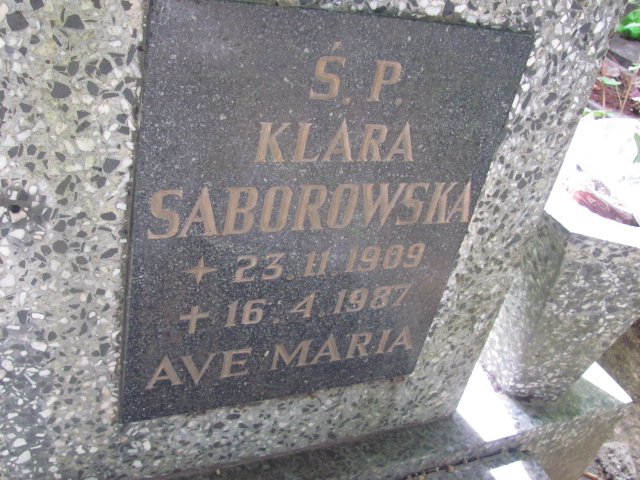 Ś. P.
KLARA
SABOROWSKA
23.11.1909
16.4.1987
AVE MARIA